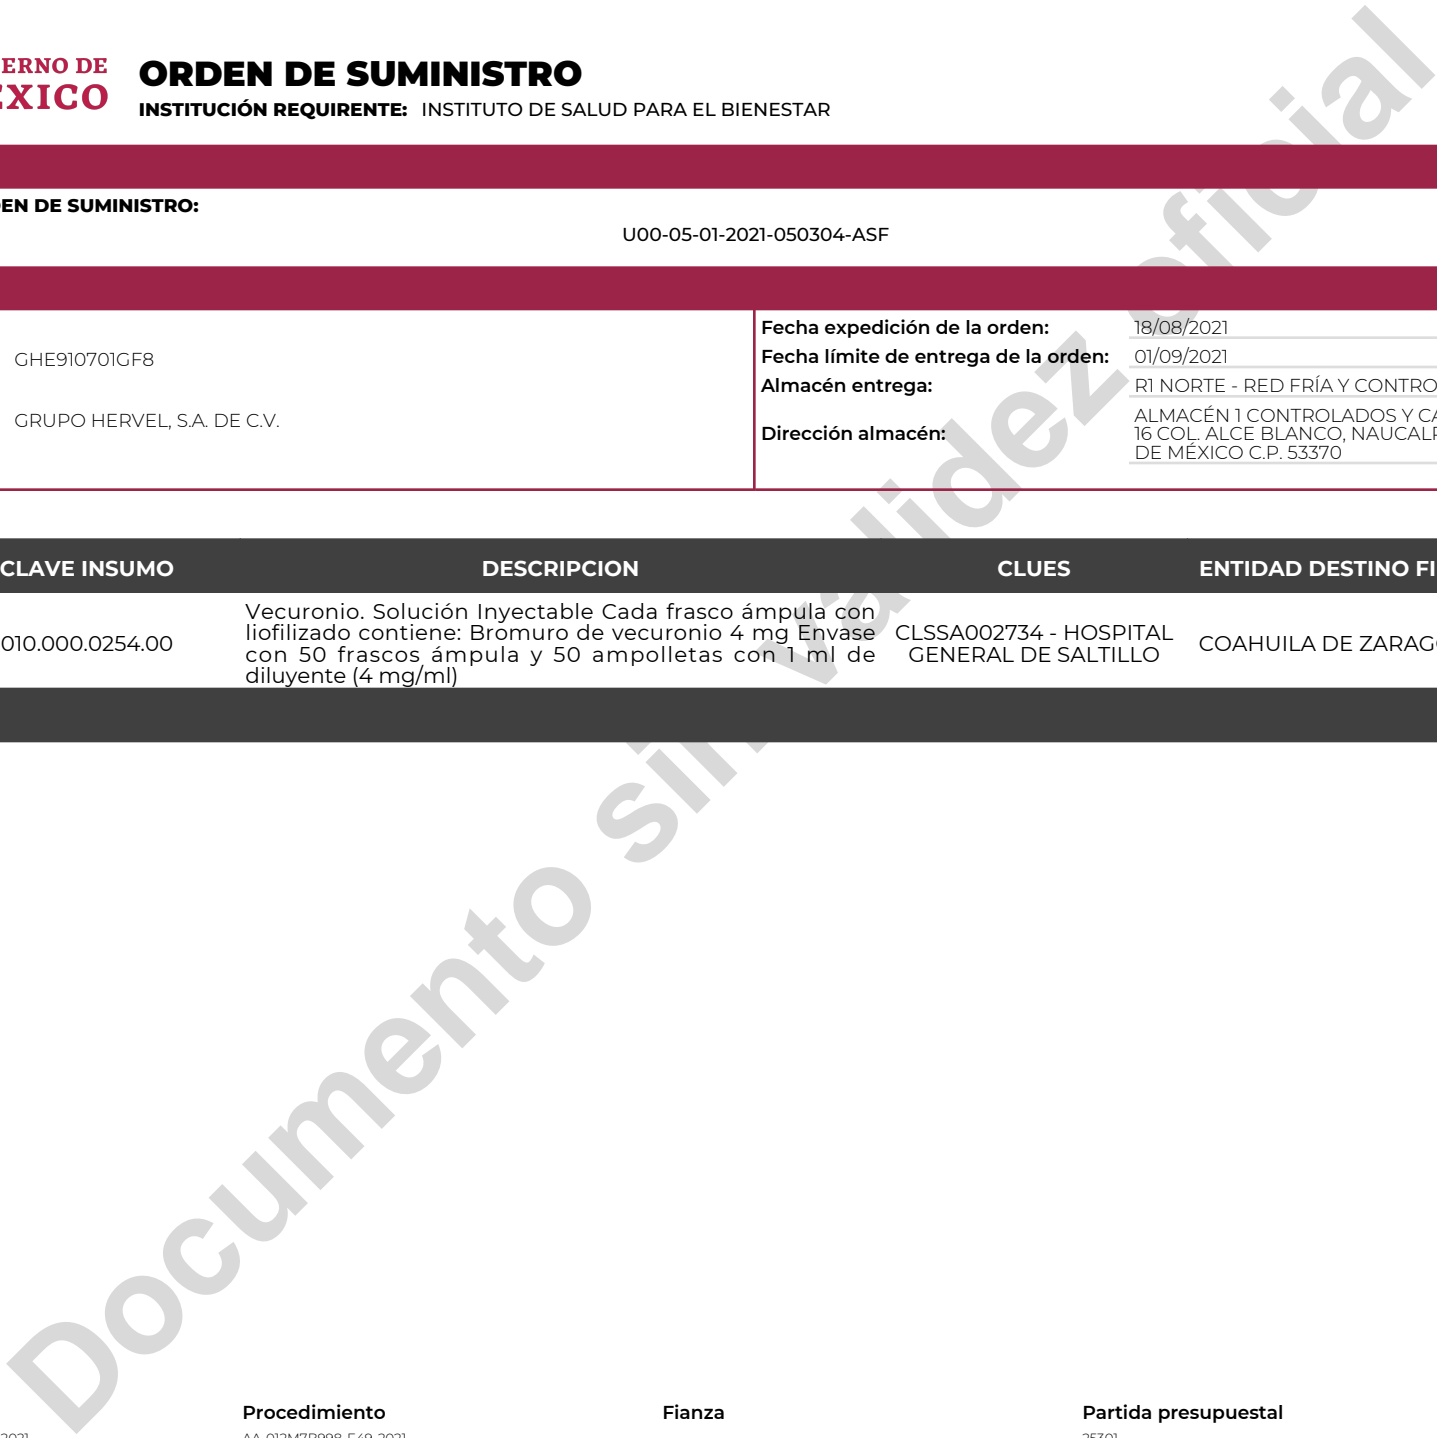 ERNO DE
ÉXICO
ORDEN DE SUMINISTRO
INSTITUCIÓN REQUIRENTE: INSTITUTO DE SALUD PARA EL BIENESTAR
EN DE SUMINISTRO:
U00-05-01-2021-050304-ASF
GHE910701GF8
GRUPO HERVEL, S.A. DE C.V.
Fecha expedición de la orden: 18/08/2021
Fecha límite de entrega de la orden: 01/09/2021
Almacén entrega: R1 NORTE - RED FRÍA Y CONTRO
Dirección almacén: ALMACÉN 1 CONTROLADOS Y CA
16 COL. ALCE BLANCO, NAUCALP
DE MÉXICO C.P. 53370
CLAVE INSUMO DESCRIPCION CLUES ENTIDAD DESTINO FI
010.000.0254.00
Vecuronio. Solución Inyectable Cada frasco ámpula con
liofilizado contiene: Bromuro de vecuronio 4 mg Envase
con 50 frascos ámpula y 50 ampolletas con 1 ml de
diluyente (4 mg/ml)
CLSSA002734 - HOSPITAL
GENERAL DE SALTILLO
COAHUILA DE ZARAG
Documento sin validez oficial
Procedimiento Fianza Partida presupuestal